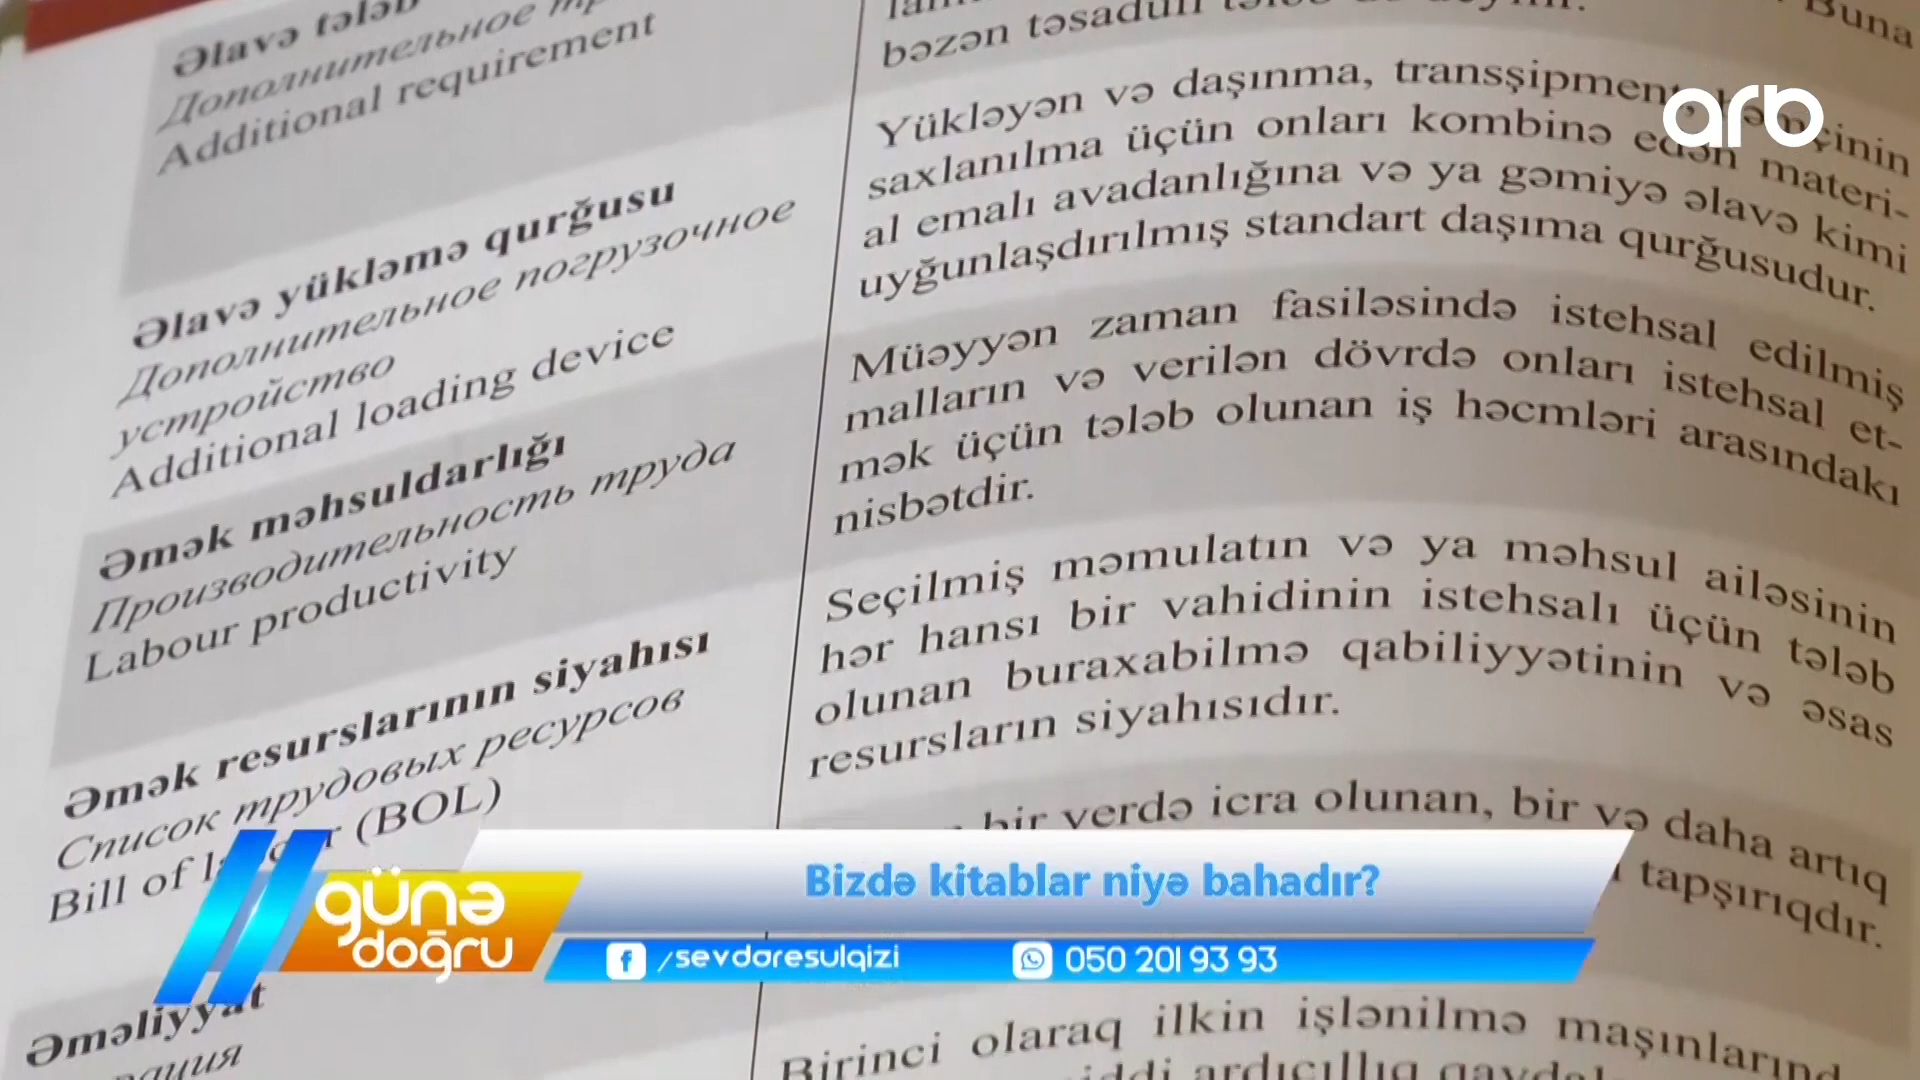 Əlavə tələb
Дополнительное
Additional requirement
Əlavə yükləmə qurğusu
Дополнительное погрузочное
устройство
Additional loading device
Əmək məhsuldarlığı
Производительность труда
Labour productivity
Əmək resurslarının siyahısı
Список трудовых ресурсов
Bill of (BOL)
Əməliyyat
bəzən təsadüfi
Buna
Yükləyən və daşınma, transşipment,
saxlanılma üçün onları kombinə edən materi-
al emalı avadanlığına və ya gəmiyə əlavə kimi
uyğunlaşdırılmış standart daşıma qurğusudur.
Müəyyən zaman fasiləsində istehsal edilmiş
malların və verilən dövrdə onları istehsal et-
mək üçün tələb olunan iş həcmləri arasındakı
nisbətdir.
Seçilmiş məmulatın və ya məhsul ailəsinin
hər hansı bir vahidinin istehsalı üçün tələb
olunan buraxabilmə qabiliyyətinin və əsas
resursların siyahısıdır.
bir yerdə icra olunan, bir və daha artıq
tapşırıqdır.
Birinci olaraq ilkin işlənilmə
ardıcıllıq
arb
Bizdə kitablar niyə bahadır?
günə
doğru
/sevdaresulqizi
050 201 93 93